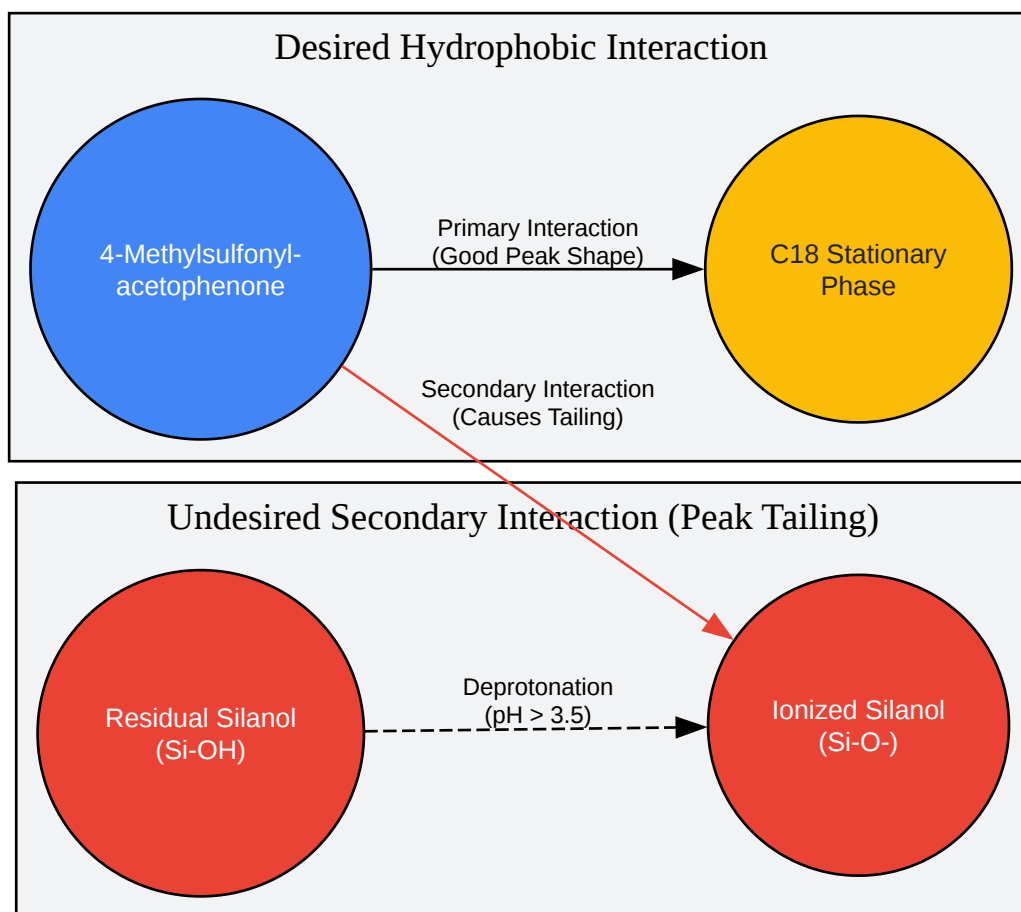 Desired Hydrophobic Interaction
4-Methylsulfonyl-
acetophenone
Primary Interaction
(Good Peak Shape)
C18 Stationary
Phase
Secondary Interaction
(Causes Tailing)
Undesired Secondary Interaction (Peak Tailing)
Residual Silanol
(Si-OH)
Deprotonation
(pH > 3.5)
Ionized Silanol
(Si-O-)